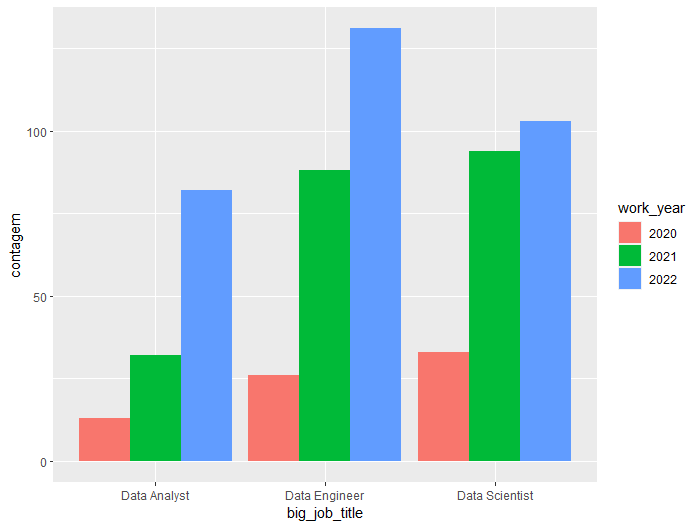 contagem
100
50
0
Data Analyst
Data Engineer
Data Scientist
big_job_title
work_year
2020
2021
2022